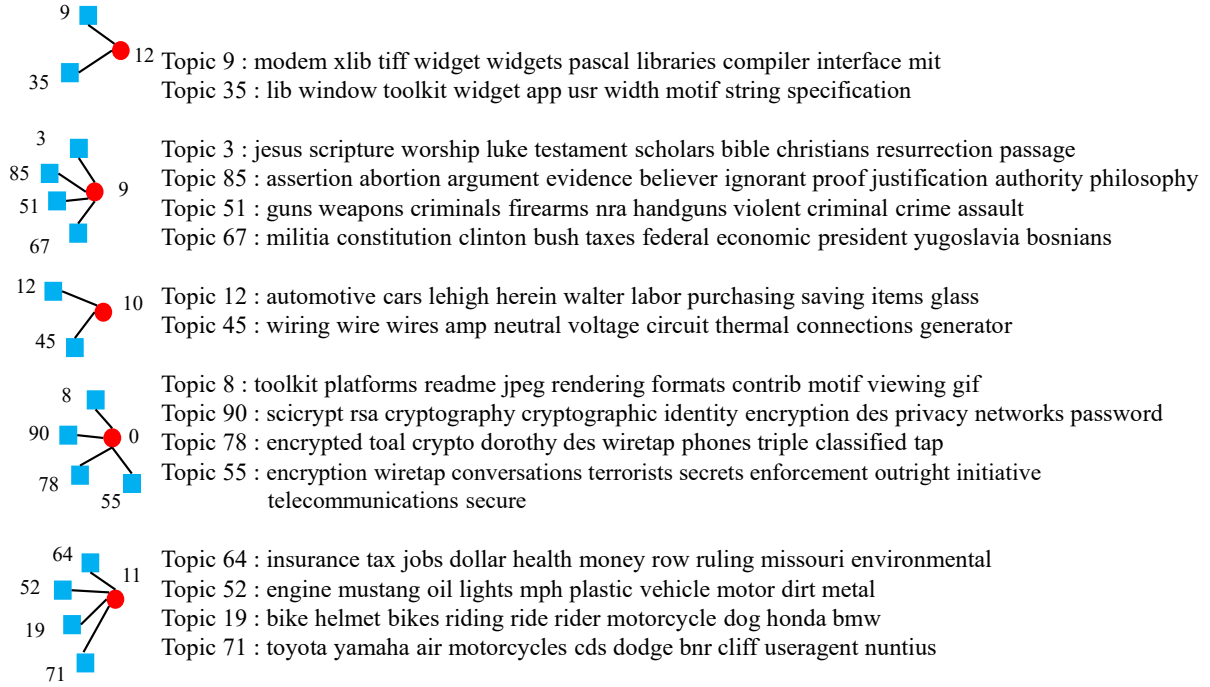 9
12
35
Topic 9 : modem xlib tiff widget widgets pascal libraries compiler interface mit
Topic 35 : lib window toolkit widget app usr width motif string specification
3
85
9
51
67
Topic 3 : jesus scripture worship luke testament scholars bible christians resurrection passage
Topic 85 : assertion abortion argument evidence believer ignorant proof justification authority philosophy
Topic 51 : guns weapons criminals firearms nra handguns violent criminal crime assault
Topic 67 : militia constitution clinton bush taxes federal economic president yugoslavia bosnians
12
10
45
Topic 12 : automotive cars lehigh herein walter labor purchasing saving items glass
Topic 45 : wiring wire wires amp neutral voltage circuit thermal connections generator
8
90
0
78
55
Topic 8 : toolkit platforms readme jpeg rendering formats contrib motif viewing gif
Topic 90 : scicrypt rsa cryptography cryptographic identity encryption des privacy networks password
Topic 78 : encrypted toal crypto dorothy des wiretap phones triple classified tap
Topic 55 : encryption wiretap conversations terrorists secrets enforcement outright initiative
telecommunications secure
64
11
52
19
71
Topic 64 : insurance tax jobs dollar health money row ruling missouri environmental
Topic 52 : engine mustang oil lights mph plastic vehicle motor dirt metal
Topic 19 : bike helmet bikes riding ride rider motorcycle dog honda bmw
Topic 71 : toyota yamaha air motorcycles cds dodge bnr cliff useragent nuntius